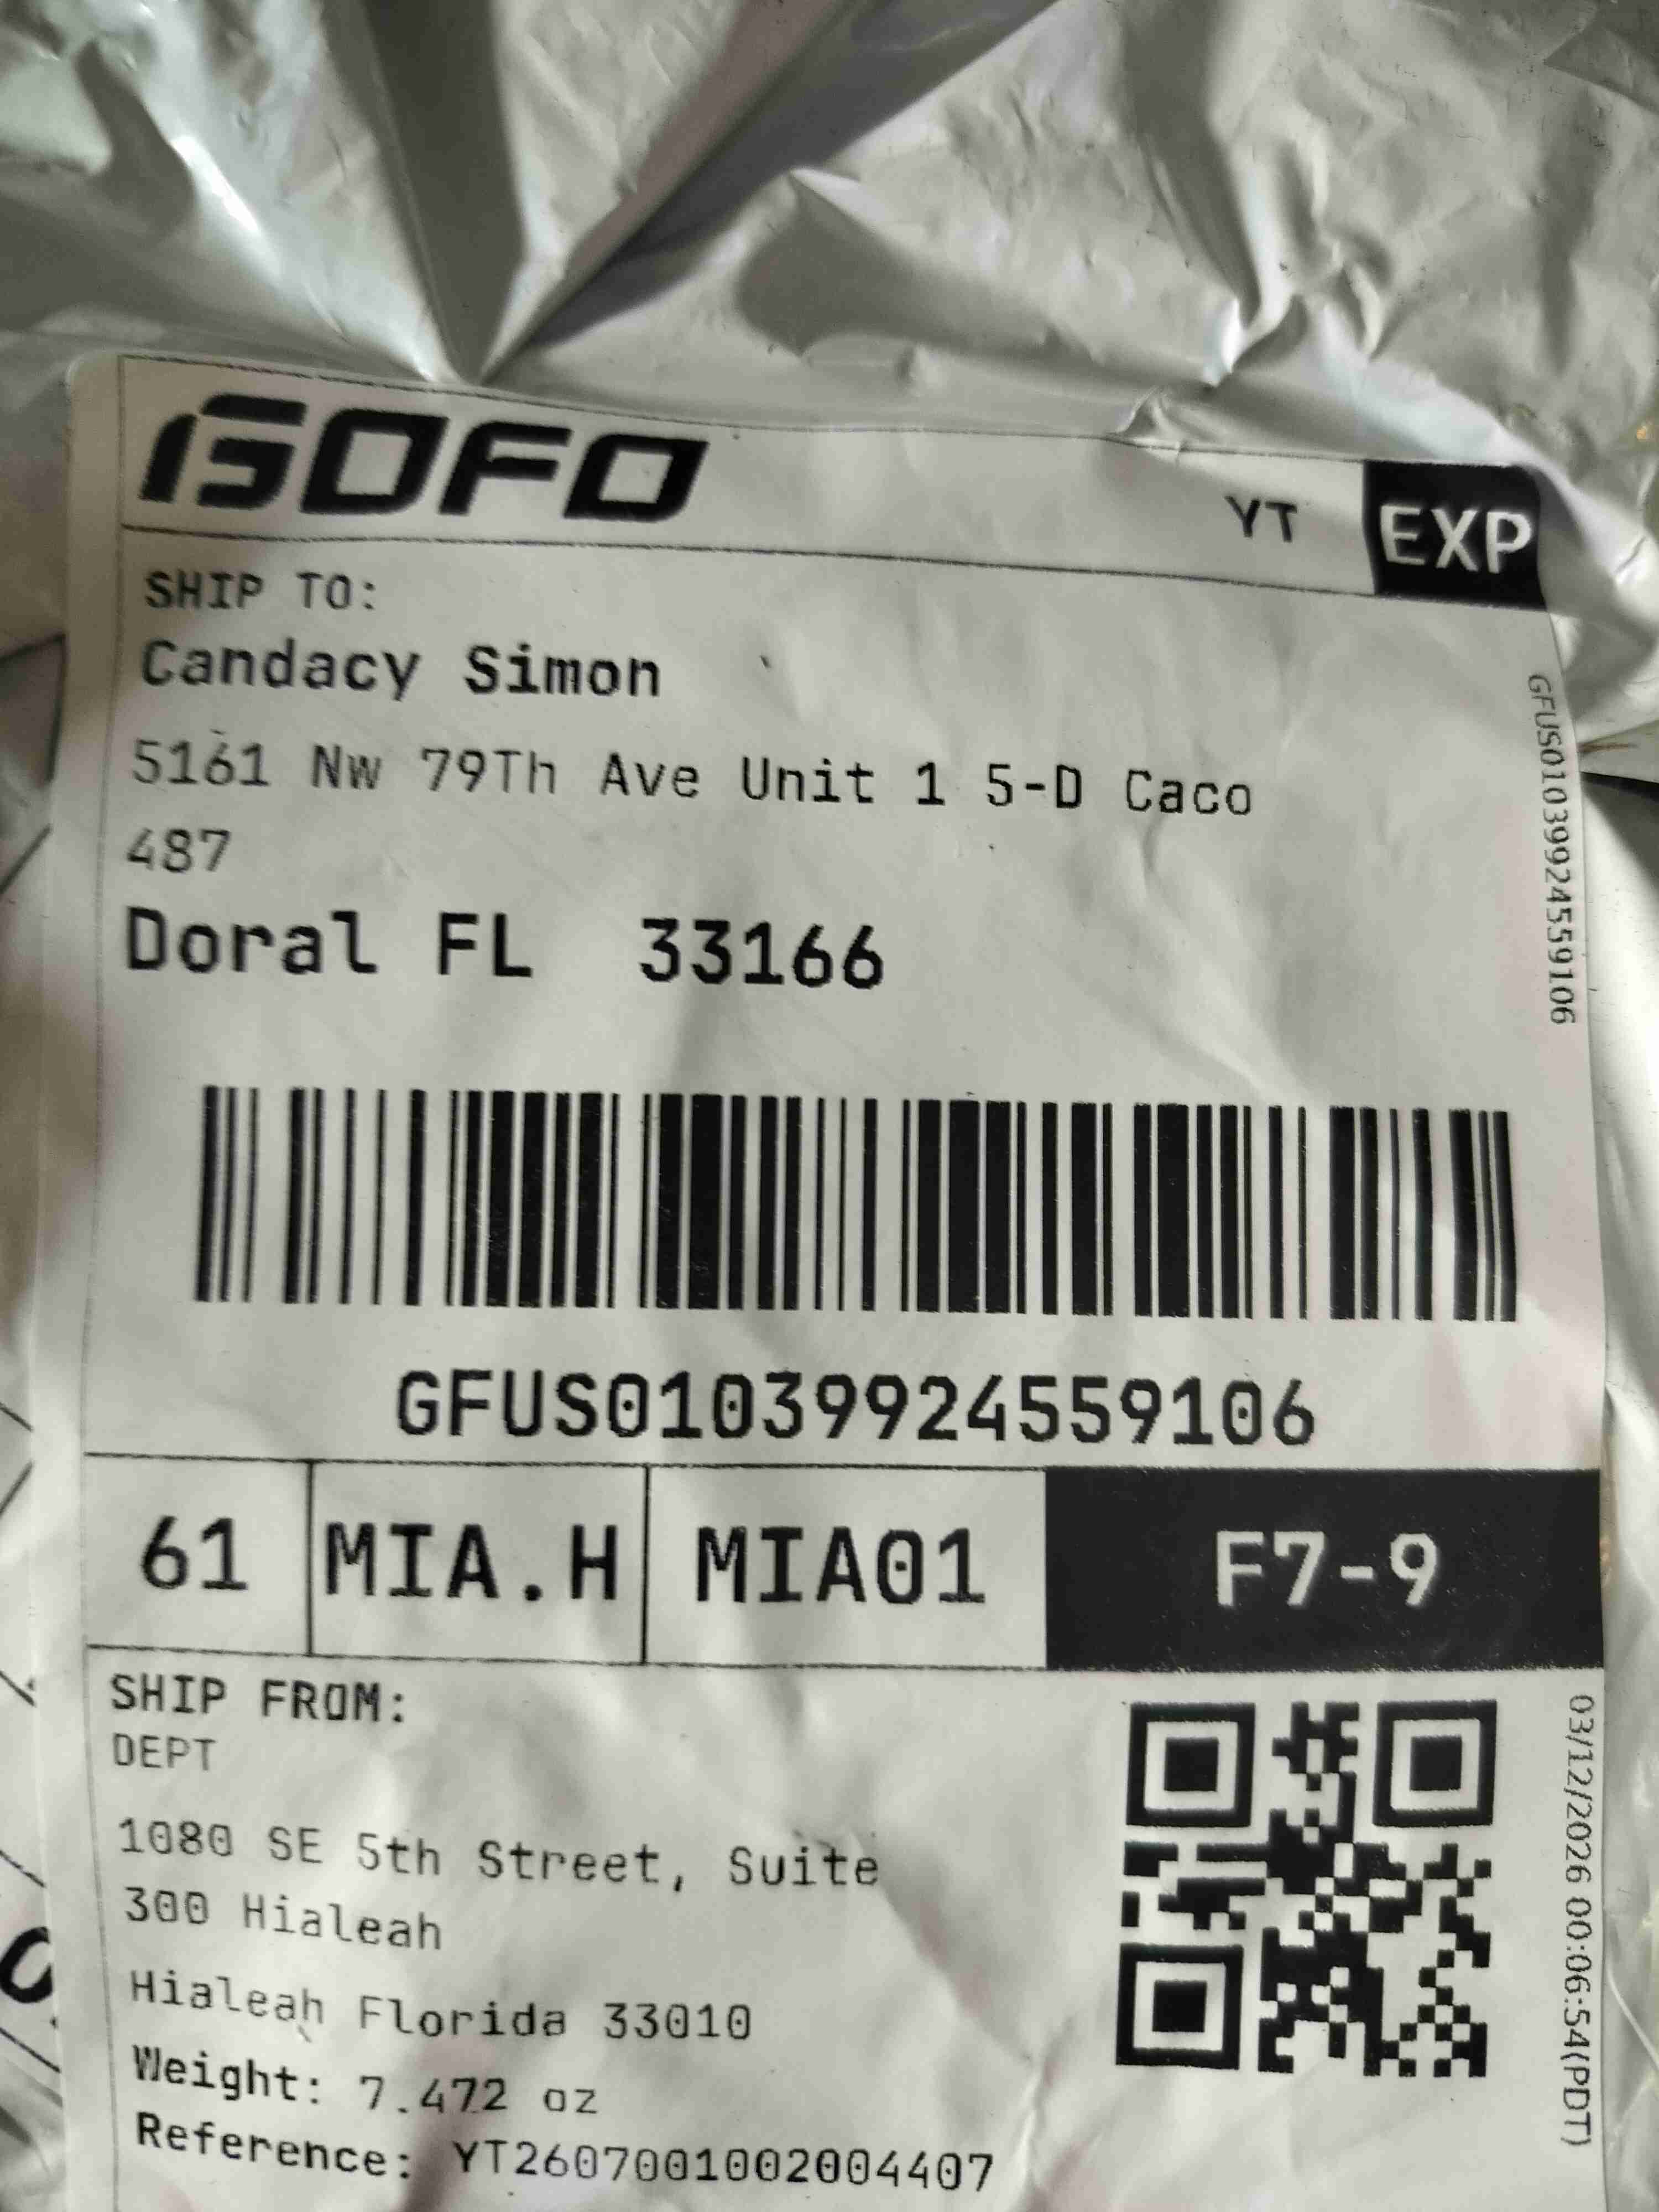 GOFO
YT
EXP
SHIP TO:
Candacy Simon
5161 Nw 79Th Ave Unit 1 5-D Caco
487
Doral FL 33166
GFUS01039924559106
GFUS01039924559106
61
MIA.H
MIA01
F7-9
SHIP FROM:
DEPT
1080 SE 5th Street, Suite
300 Hialeah
Hialeah Florida 33010
Weight: 7.472 oz
Reference: YT2607001002004407
03/12/2026 00:06:54(PDT)